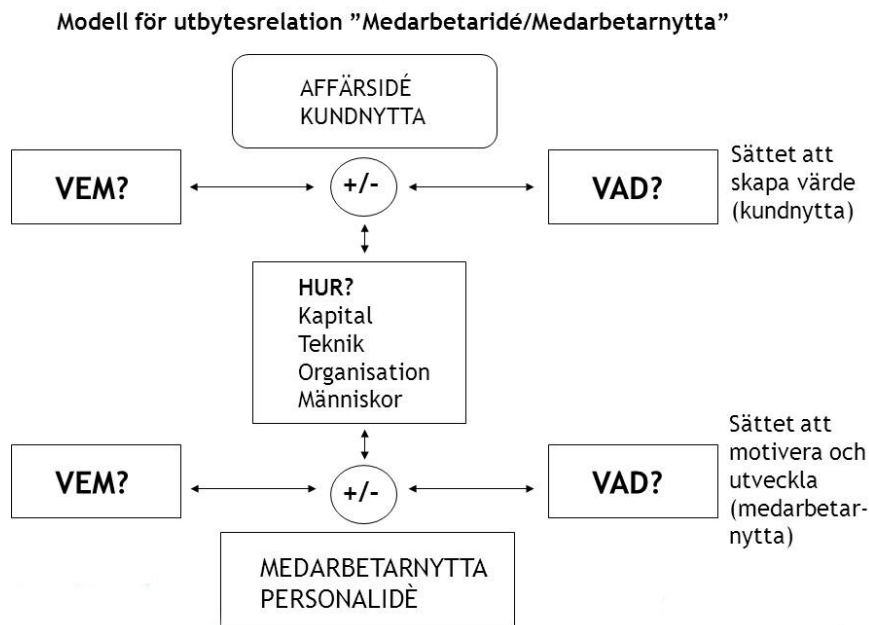 Modell för utbytesrelation ”Medarbetaridé/Medarbetarnytta”
AFFÄRSIDÉ
KUNDNYTTA
VEM?
+/-
VAD?
Sättet att
skapa värde
(kundnytta)
HUR?
Kapital
Teknik
Organisation
Människor
VEM?
+/-
VAD?
Sättet att
motivera och
utveckla
(medarbetar-
nytta)
MEDARBETARNYTTA
PERSONALIDÈ